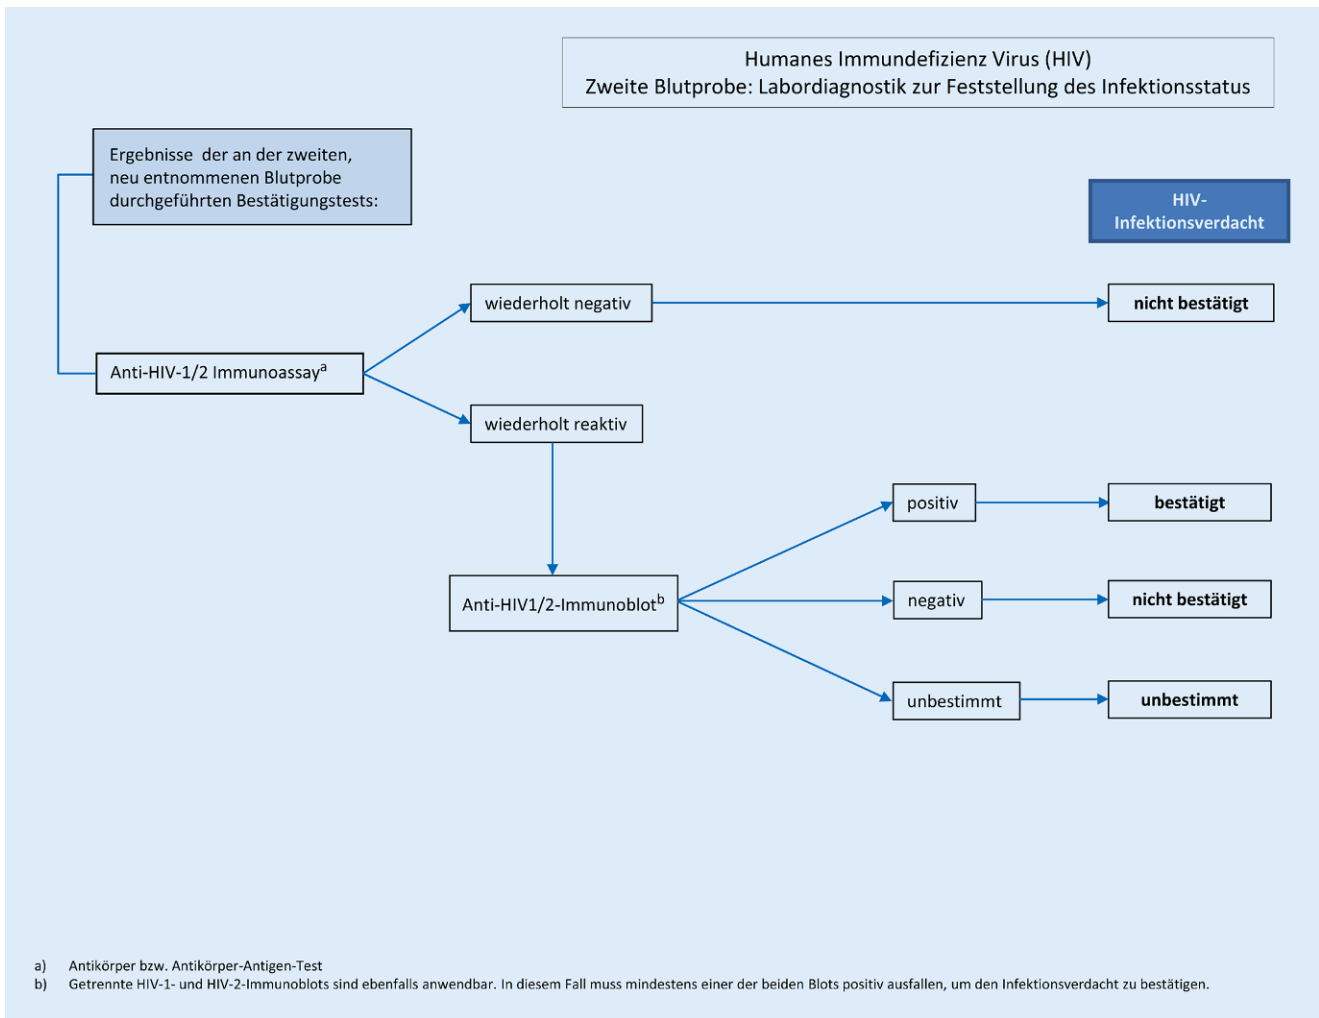 Humanes Immundefizienz Virus (HIV)
Zweite Blutprobe: Labordiagnostik zur Feststellung des Infektionsstatus
Ergebnisse der an der zweiten,
neu entnommenen Blutprobe
durchgeführten Bestätigungstests:
HIV-
Infektionsverdacht
wiederholt negativ
nicht bestätigt
Anti-HIV-1/2 Immunoassayª
wiederholt reaktiv
positiv
bestätigt
Anti-HIV1/2-Immunoblotᵇ
negativ
nicht bestätigt
unbestimmt
unbestimmt
a) Antikörper bzw. Antikörper-Antigen-Test
b) Getrennte HIV-1- und HIV-2-Immunoblots sind ebenfalls anwendbar. In diesem Fall muss mindestens einer der beiden Blots positiv ausfallen, um den Infektionsverdacht zu bestätigen.